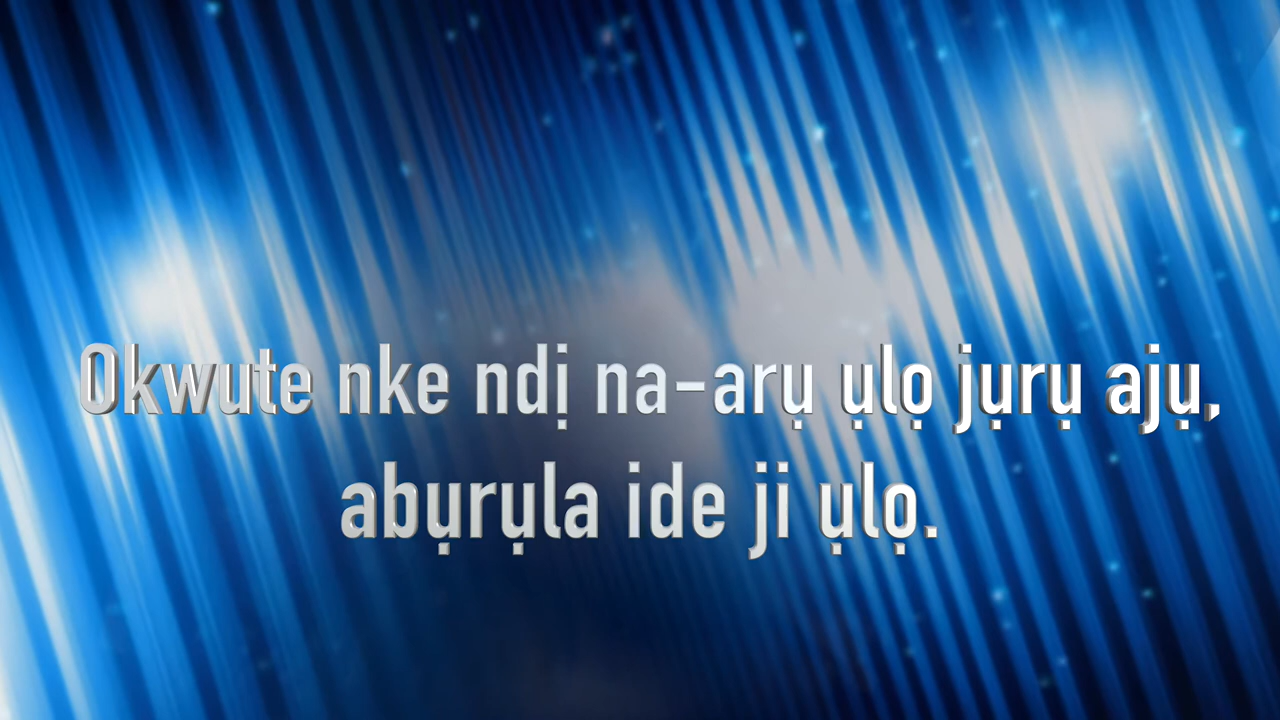 Okwute nke ndị na-arụ ụlọ jụrụ ajụ,
abụrụla ide ji ụlọ.